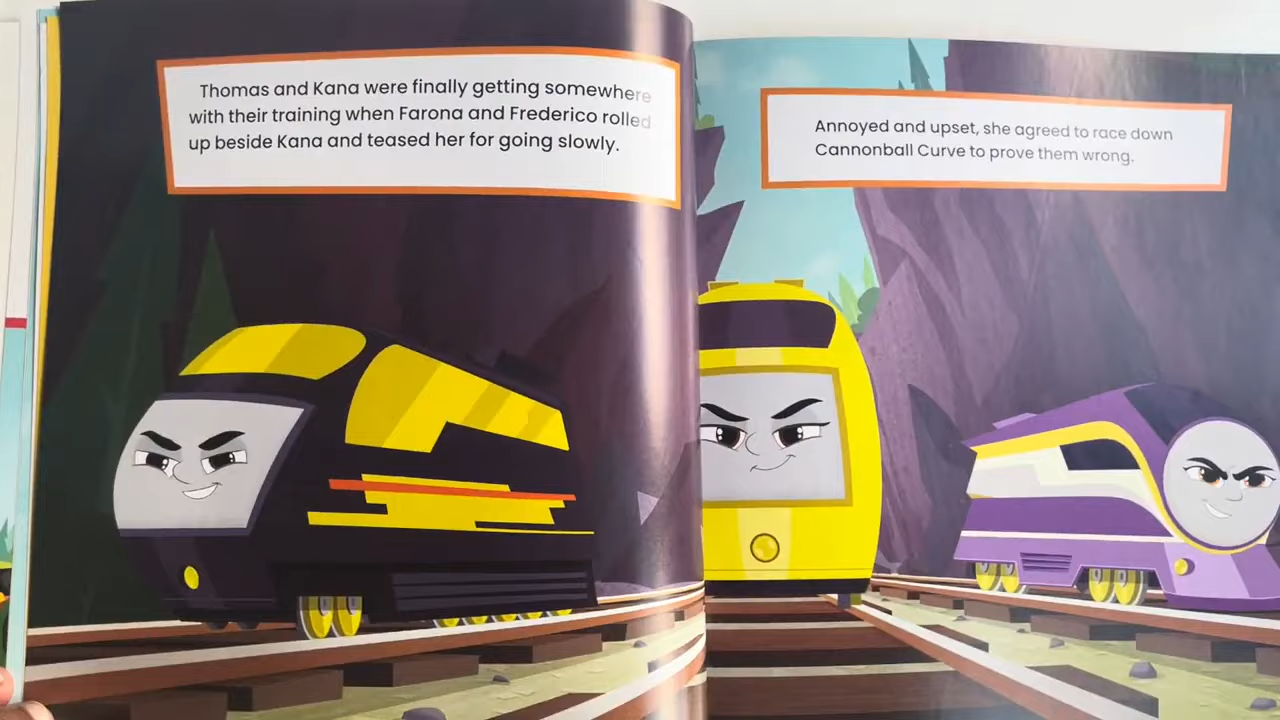 Thomas and Kana were finally getting somewhere
with their training when Farona and Frederico rolled
up beside Kana and teased her for going slowly.
Annoyed and upset, she agreed to race down
Cannonball Curve to prove them wrong.